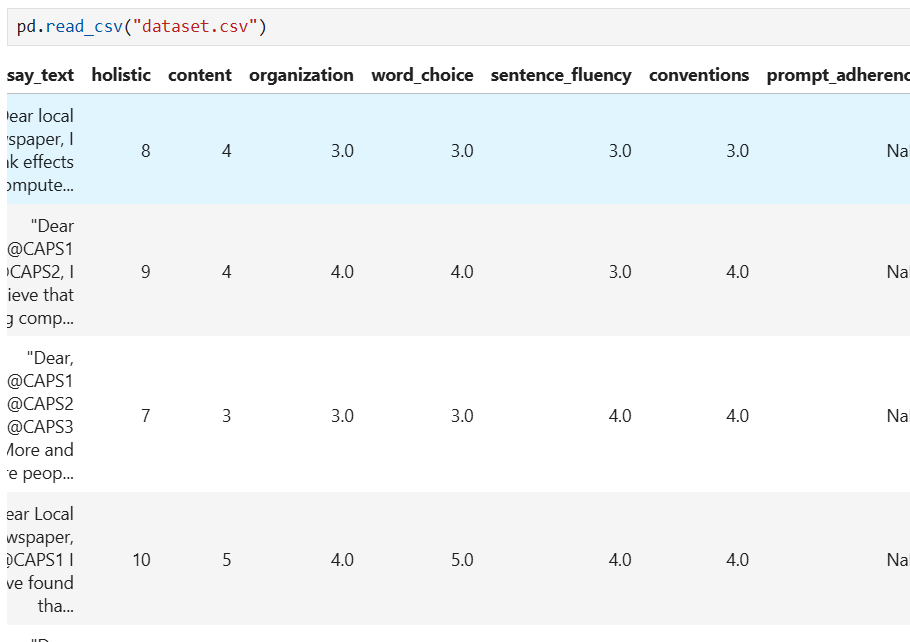 pd.read_csv("dataset.csv")
say_text holistic content organization word_choice sentence_fluency conventions prompt_adherenc
ear local
spaper, I
k effects
ompute...
8 4 3.0 3.0 3.0 3.0 Na
"Dear
@CAPS1
CAPS2, I
ieve that
g comp...
9 4 4.0 4.0 3.0 4.0 Na
"Dear,
@CAPS1
@CAPS2
@CAPS3
More and
re peop...
7 3 3.0 3.0 4.0 4.0 Na
ear Local
wspaper,
@CAPS1 I
ve found
tha...
10 5 4.0 5.0 4.0 4.0 Na